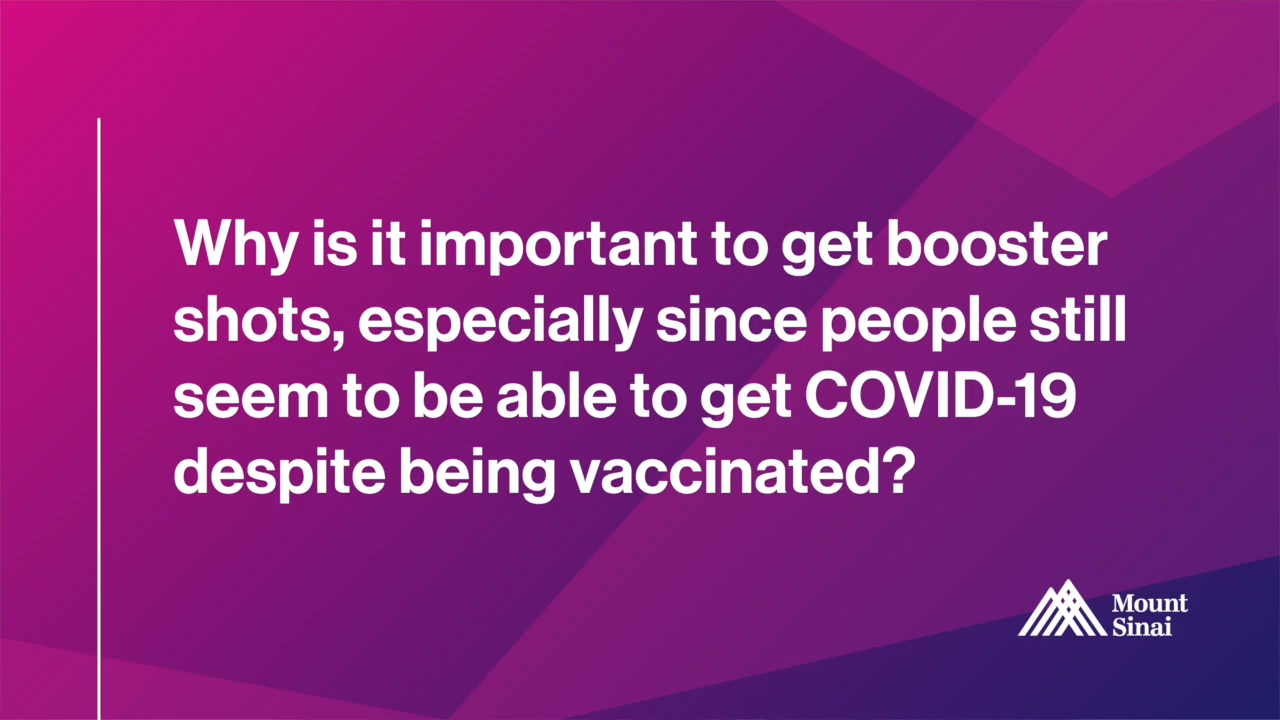 Why is it important to get booster
shots, especially since people still
seem to be able to get COVID-19
despite being vaccinated?
Mount
Sinai